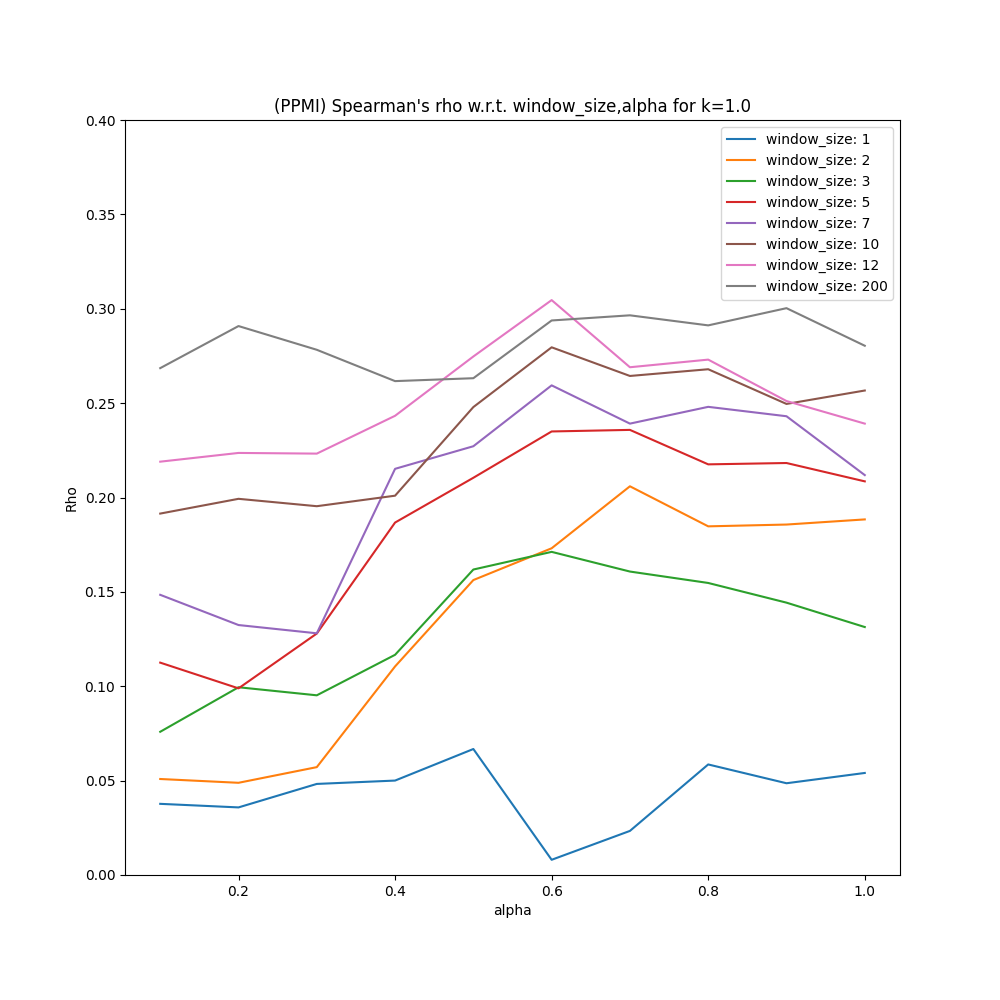 (PPMI) Spearman's rho w.r.t. window_size,alpha for k=1.0
0.40
0.35
0.30
0.25
0.20
0.15
0.10
0.05
0.00
Rho
window_size: 1
window_size: 2
window_size: 3
window_size: 5
window_size: 7
window_size: 10
window_size: 12
window_size: 200
0.2 0.4 0.6 0.8 1.0
alpha